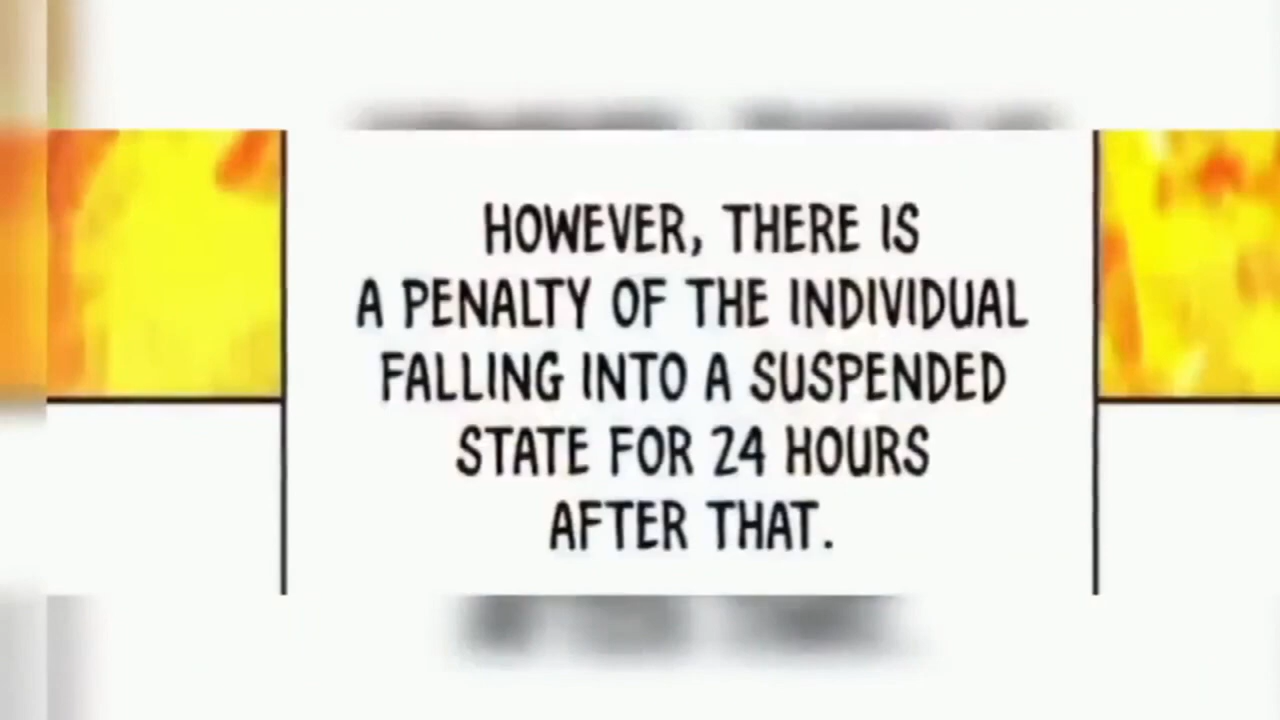 HOWEVER, THERE IS
A PENALTY OF THE INDIVIDUAL
FALLING INTO A SUSPENDED
STATE FOR 24 HOURS
AFTER THAT.